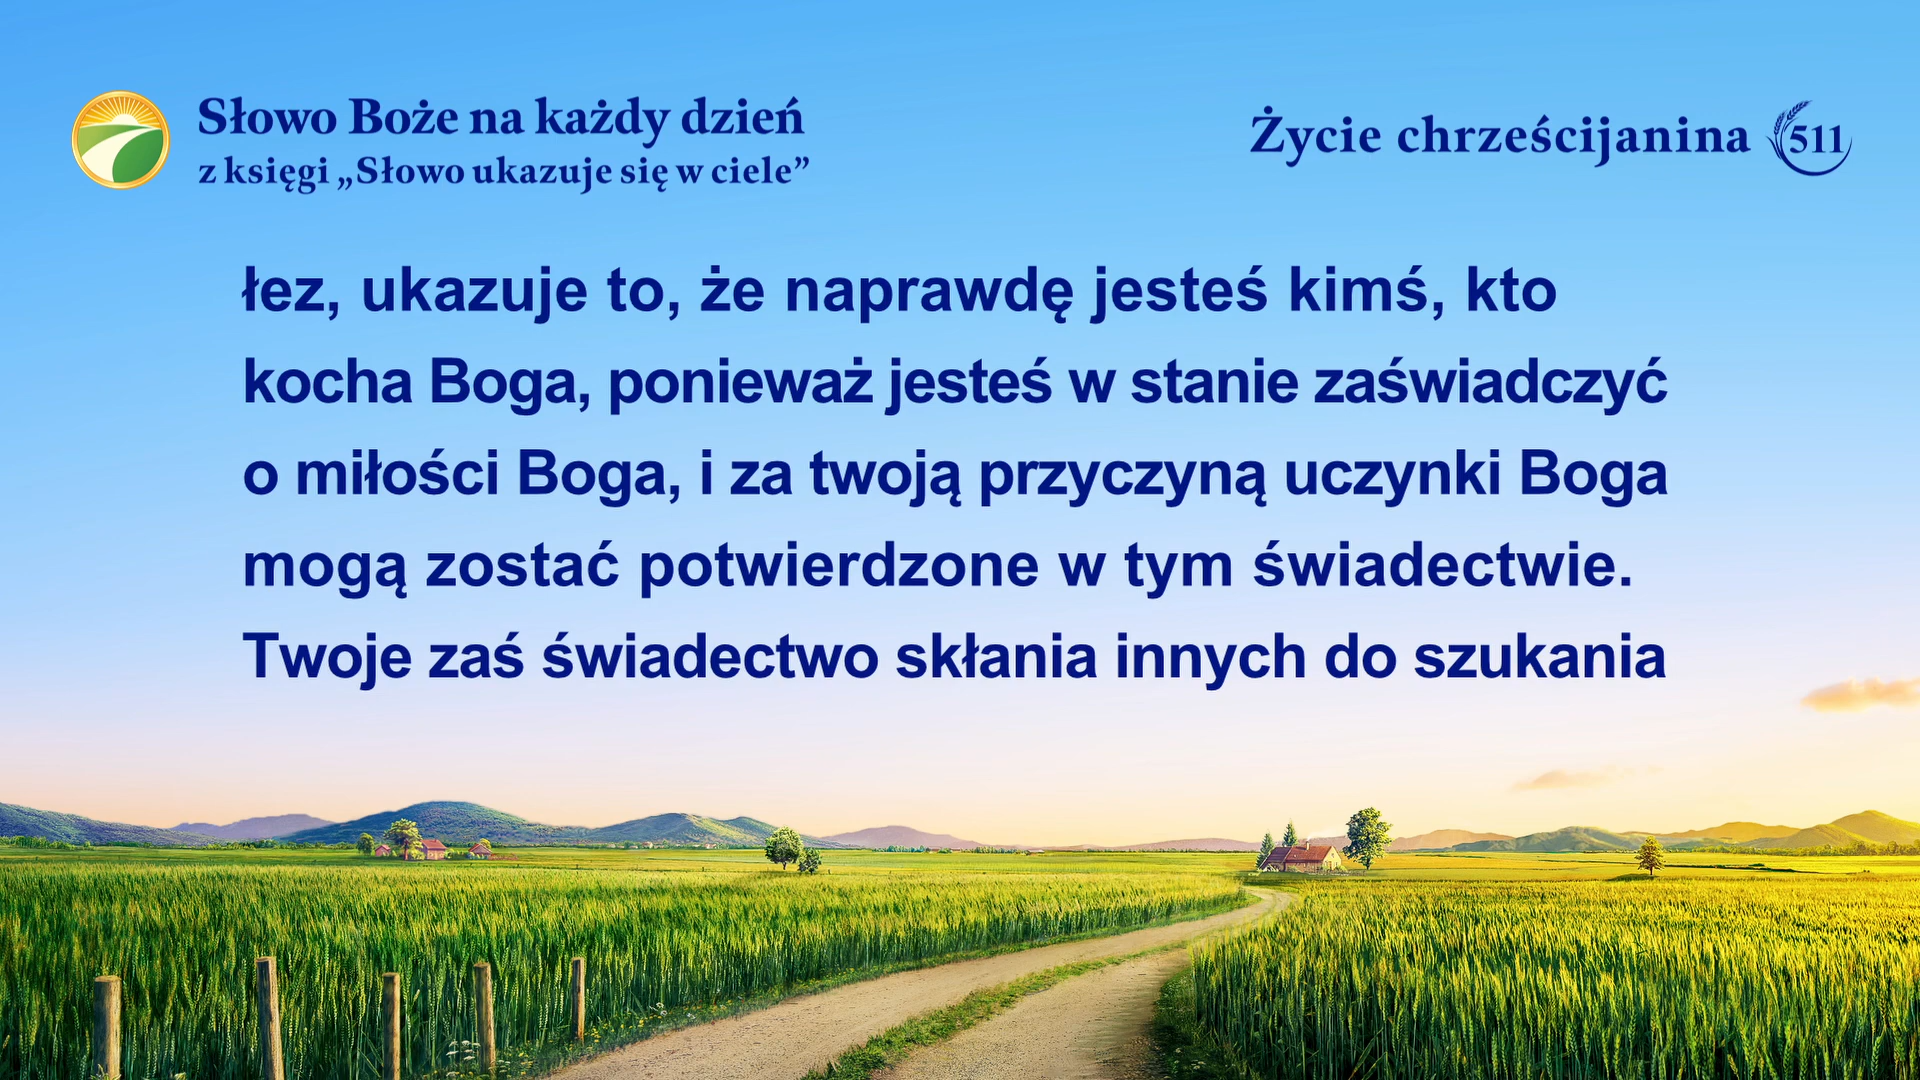 Słowo Boże na każdy dzień
z księgi „Słowo ukazuje się w ciele”
Życie chrześcijanina 511
łez, ukazuje to, że naprawdę jesteś kimś, kto
kocha Boga, ponieważ jesteś w stanie zaświadczyć
o miłości Boga, i za twoją przyczyną uczynki Boga
mogą zostać potwierdzone w tym świadectwie.
Twoje zaś świadectwo skłania innych do szukania